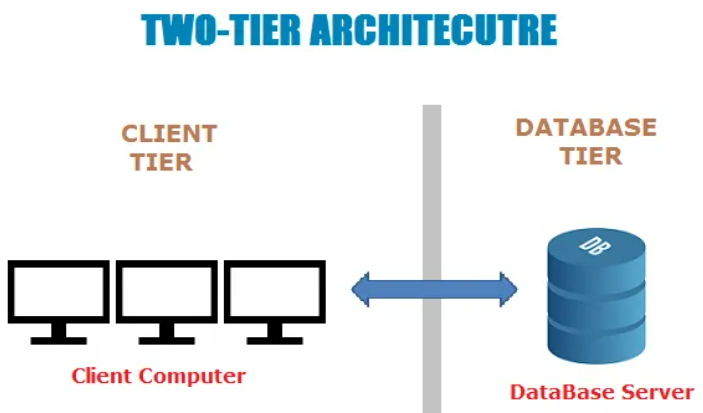 TWO-TIER ARCHITECUTRE
CLIENT
TIER
DATABASE
TIER
DB
Client Computer
DataBase Server